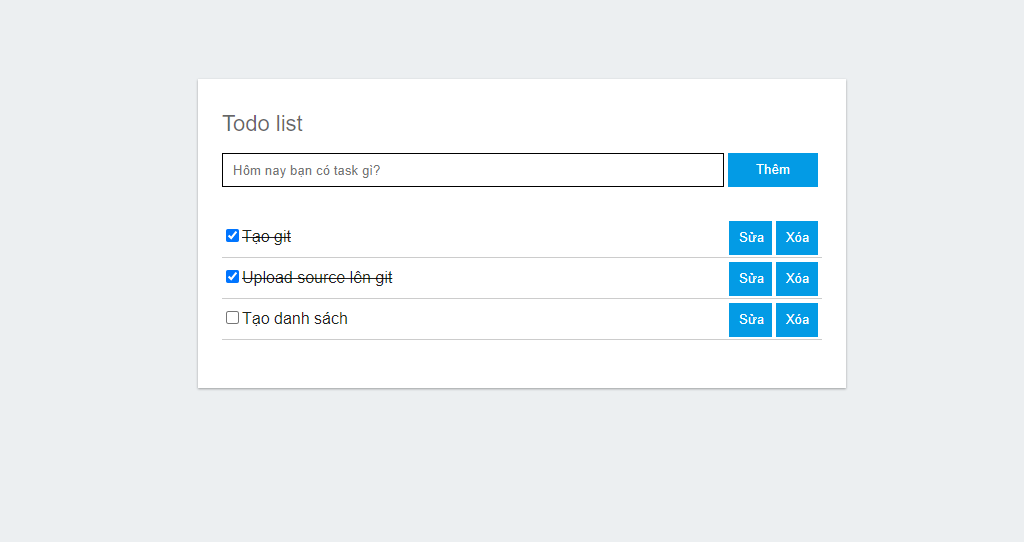 Todo list
Hôm nay bạn có task gì? Thêm
Tạo git Sửa Xóa
Upload source lên git Sửa Xóa
Tạo danh sách Sửa Xóa